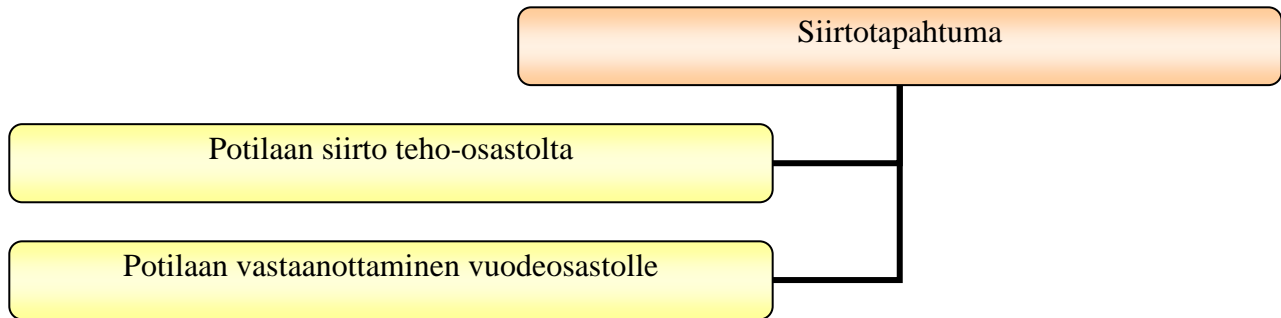 Siirtotapahtuma
Potilaan siirto teho-osastolta
Potilaan vastaanottaminen vuodeosastolle